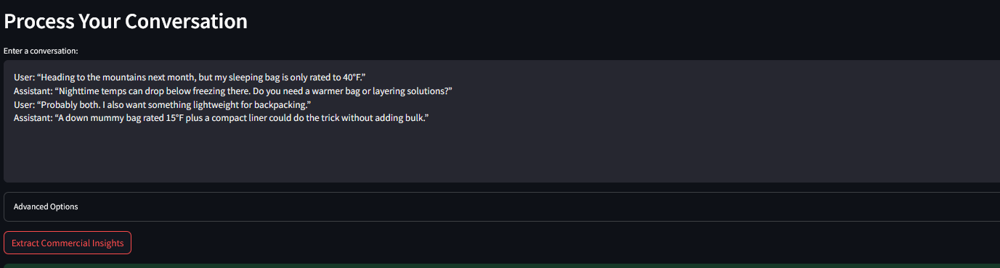 Process Your Conversation
Enter a conversation:
User: “Heading to the mountains next month, but my sleeping bag is only rated to 40°F.”
Assistant: “Nighttime temps can drop below freezing there. Do you need a warmer bag or layering solutions?”
User: “Probably both. I also want something lightweight for backpacking.”
Assistant: “A down mummy bag rated 15°F plus a compact liner could do the trick without adding bulk.”
Advanced Options
Extract Commercial Insights